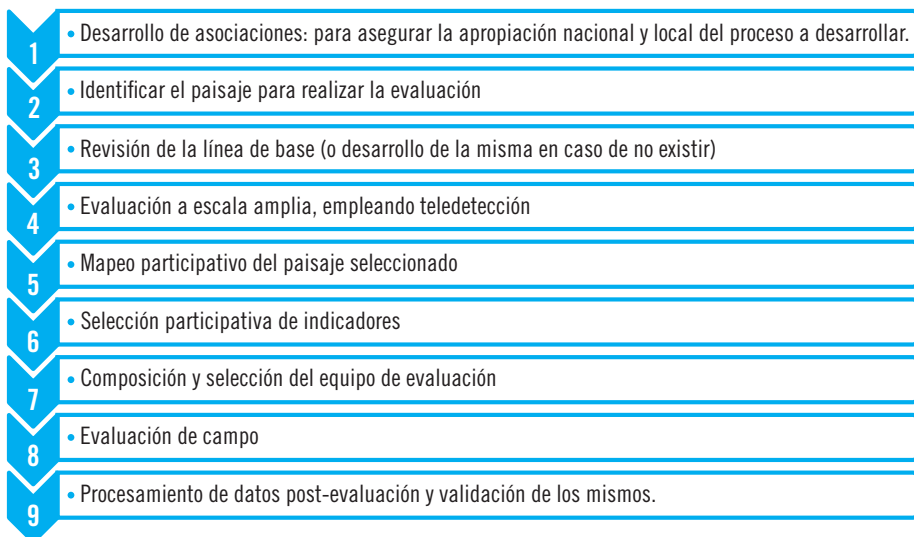 1 • Desarrollo de asociaciones: para asegurar la apropiación nacional y local del proceso a desarrollar.
2 • Identificar el paisaje para realizar la evaluación
3 • Revisión de la línea de base (o desarrollo de la misma en caso de no existir)
4 • Evaluación a escala amplia, empleando teledetección
5 • Mapeo participativo del paisaje seleccionado
6 • Selección participativa de indicadores
7 • Composición y selección del equipo de evaluación
8 • Evaluación de campo
9 • Procesamiento de datos post-evaluación y validación de los mismos.